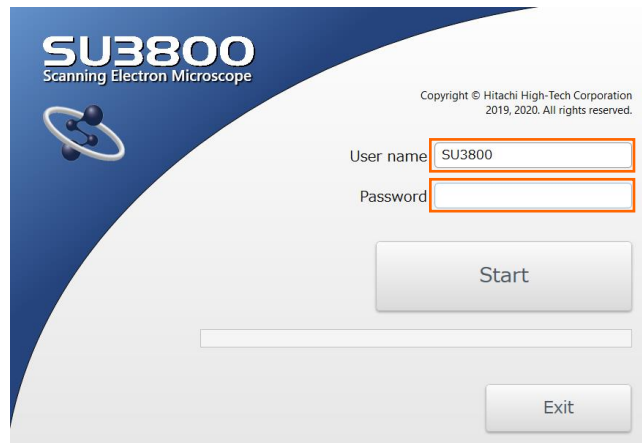 SU3800
Scanning Electron Microscope
Copyright © Hitachi High-Tech Corporation
2019, 2020. All rights reserved.
User name SU3800
Password
Start
Exit